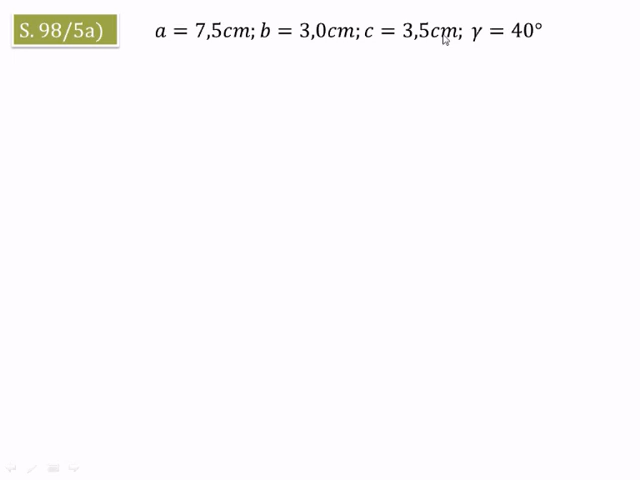 S. 98/5a) a = 7,5cm; b = 3,0cm; c = 3,5cm; γ = 40°